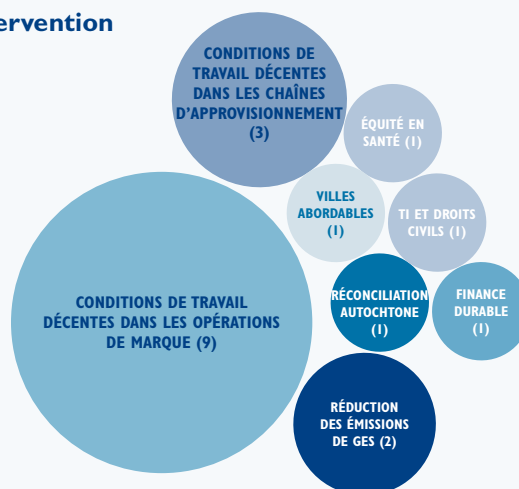 ervention
CONDITIONS DE
TRAVAIL DÉCENTES
DANS LES CHAÎNES
D’APPROVISIONNEMENT
(3)
ÉQUITÉ EN
SANTÉ (1)
VILLES
ABORDABLES
(1)
TI ET DROITS
CIVILS (1)
CONDITIONS DE TRAVAIL
DÉCENTES DANS LES OPÉRATIONS
DE MARQUE (9)
RÉCONCILIATION
AUTOCHTONE
(1)
FINANCE
DURABLE
(1)
RÉDUCTION
DES ÉMISSIONS
DE GES (2)